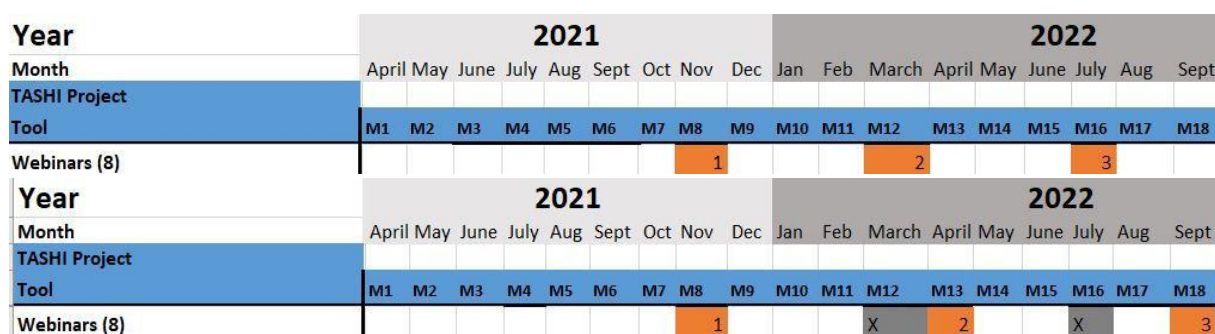 Year 2021 2022
Month April May June July Aug Sept Oct Nov Dec Jan Feb March April May June July Aug Sept
TASHI Project
Tool M1 M2 M3 M4 M5 M6 M7 M8 M9 M10 M11 M12 M13 M14 M15 M16 M17 M18
Webinars (8) 1 2 3
Year 2021 2022
Month April May June July Aug Sept Oct Nov Dec Jan Feb March April May June July Aug Sept
TASHI Project
Tool M1 M2 M3 M4 M5 M6 M7 M8 M9 M10 M11 M12 M13 M14 M15 M16 M17 M18
Webinars (8) 1 X 2 X 3